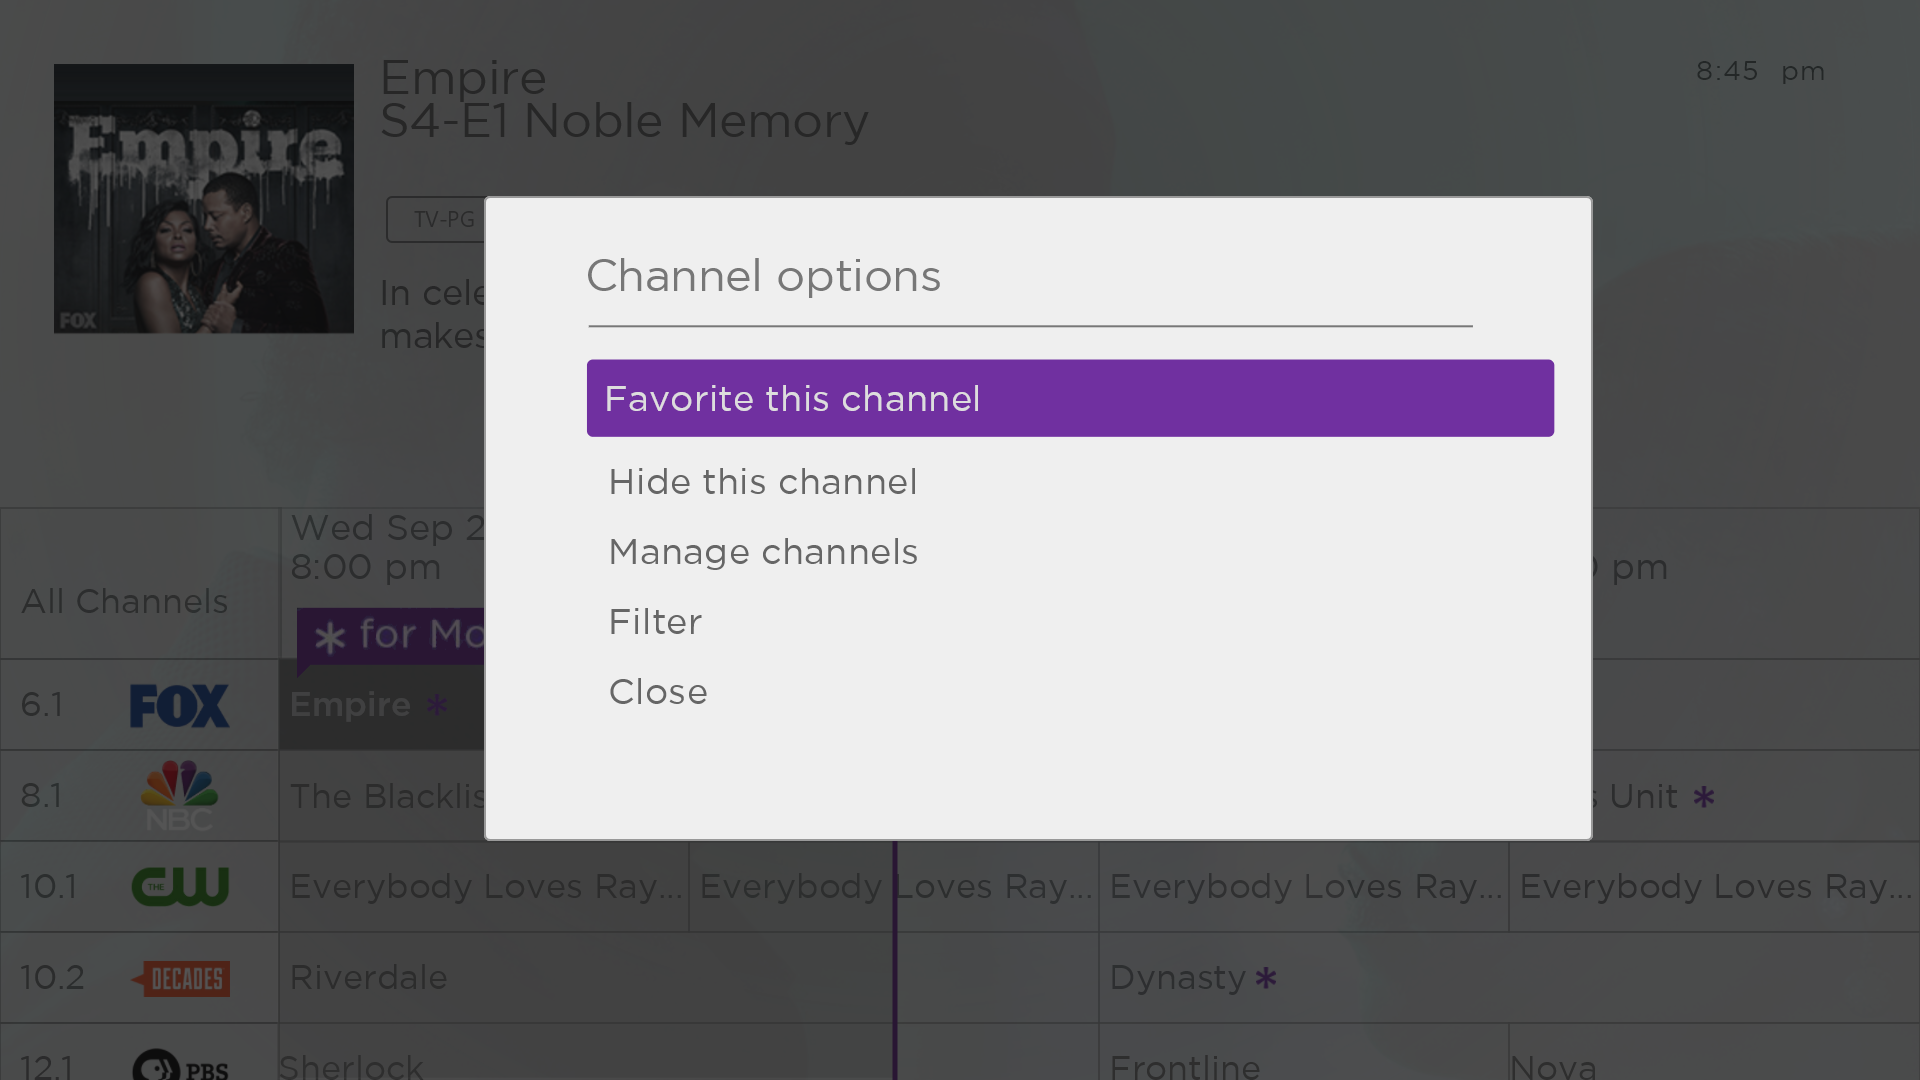 Empire
S4-E1 Noble Memory
8:45 pm
Empire
FOX
TV-PG
In cele
makes
Channel options
Favorite this channel
Hide this channel
Manage channels
Filter
Close
Wed Sep 2
8:00 pm
pm
All Channels
* for Mo
6.1 FOX Empire *
8.1 NBC The Blacklis s Unit *
10.1 THE CW Everybody Loves Ray... Everybody Loves Ray... Everybody Loves Ray... Everybody Loves Ray...
10.2 DECADES Riverdale Dynasty *
12.1 PBS Sherlock Frontline Nova